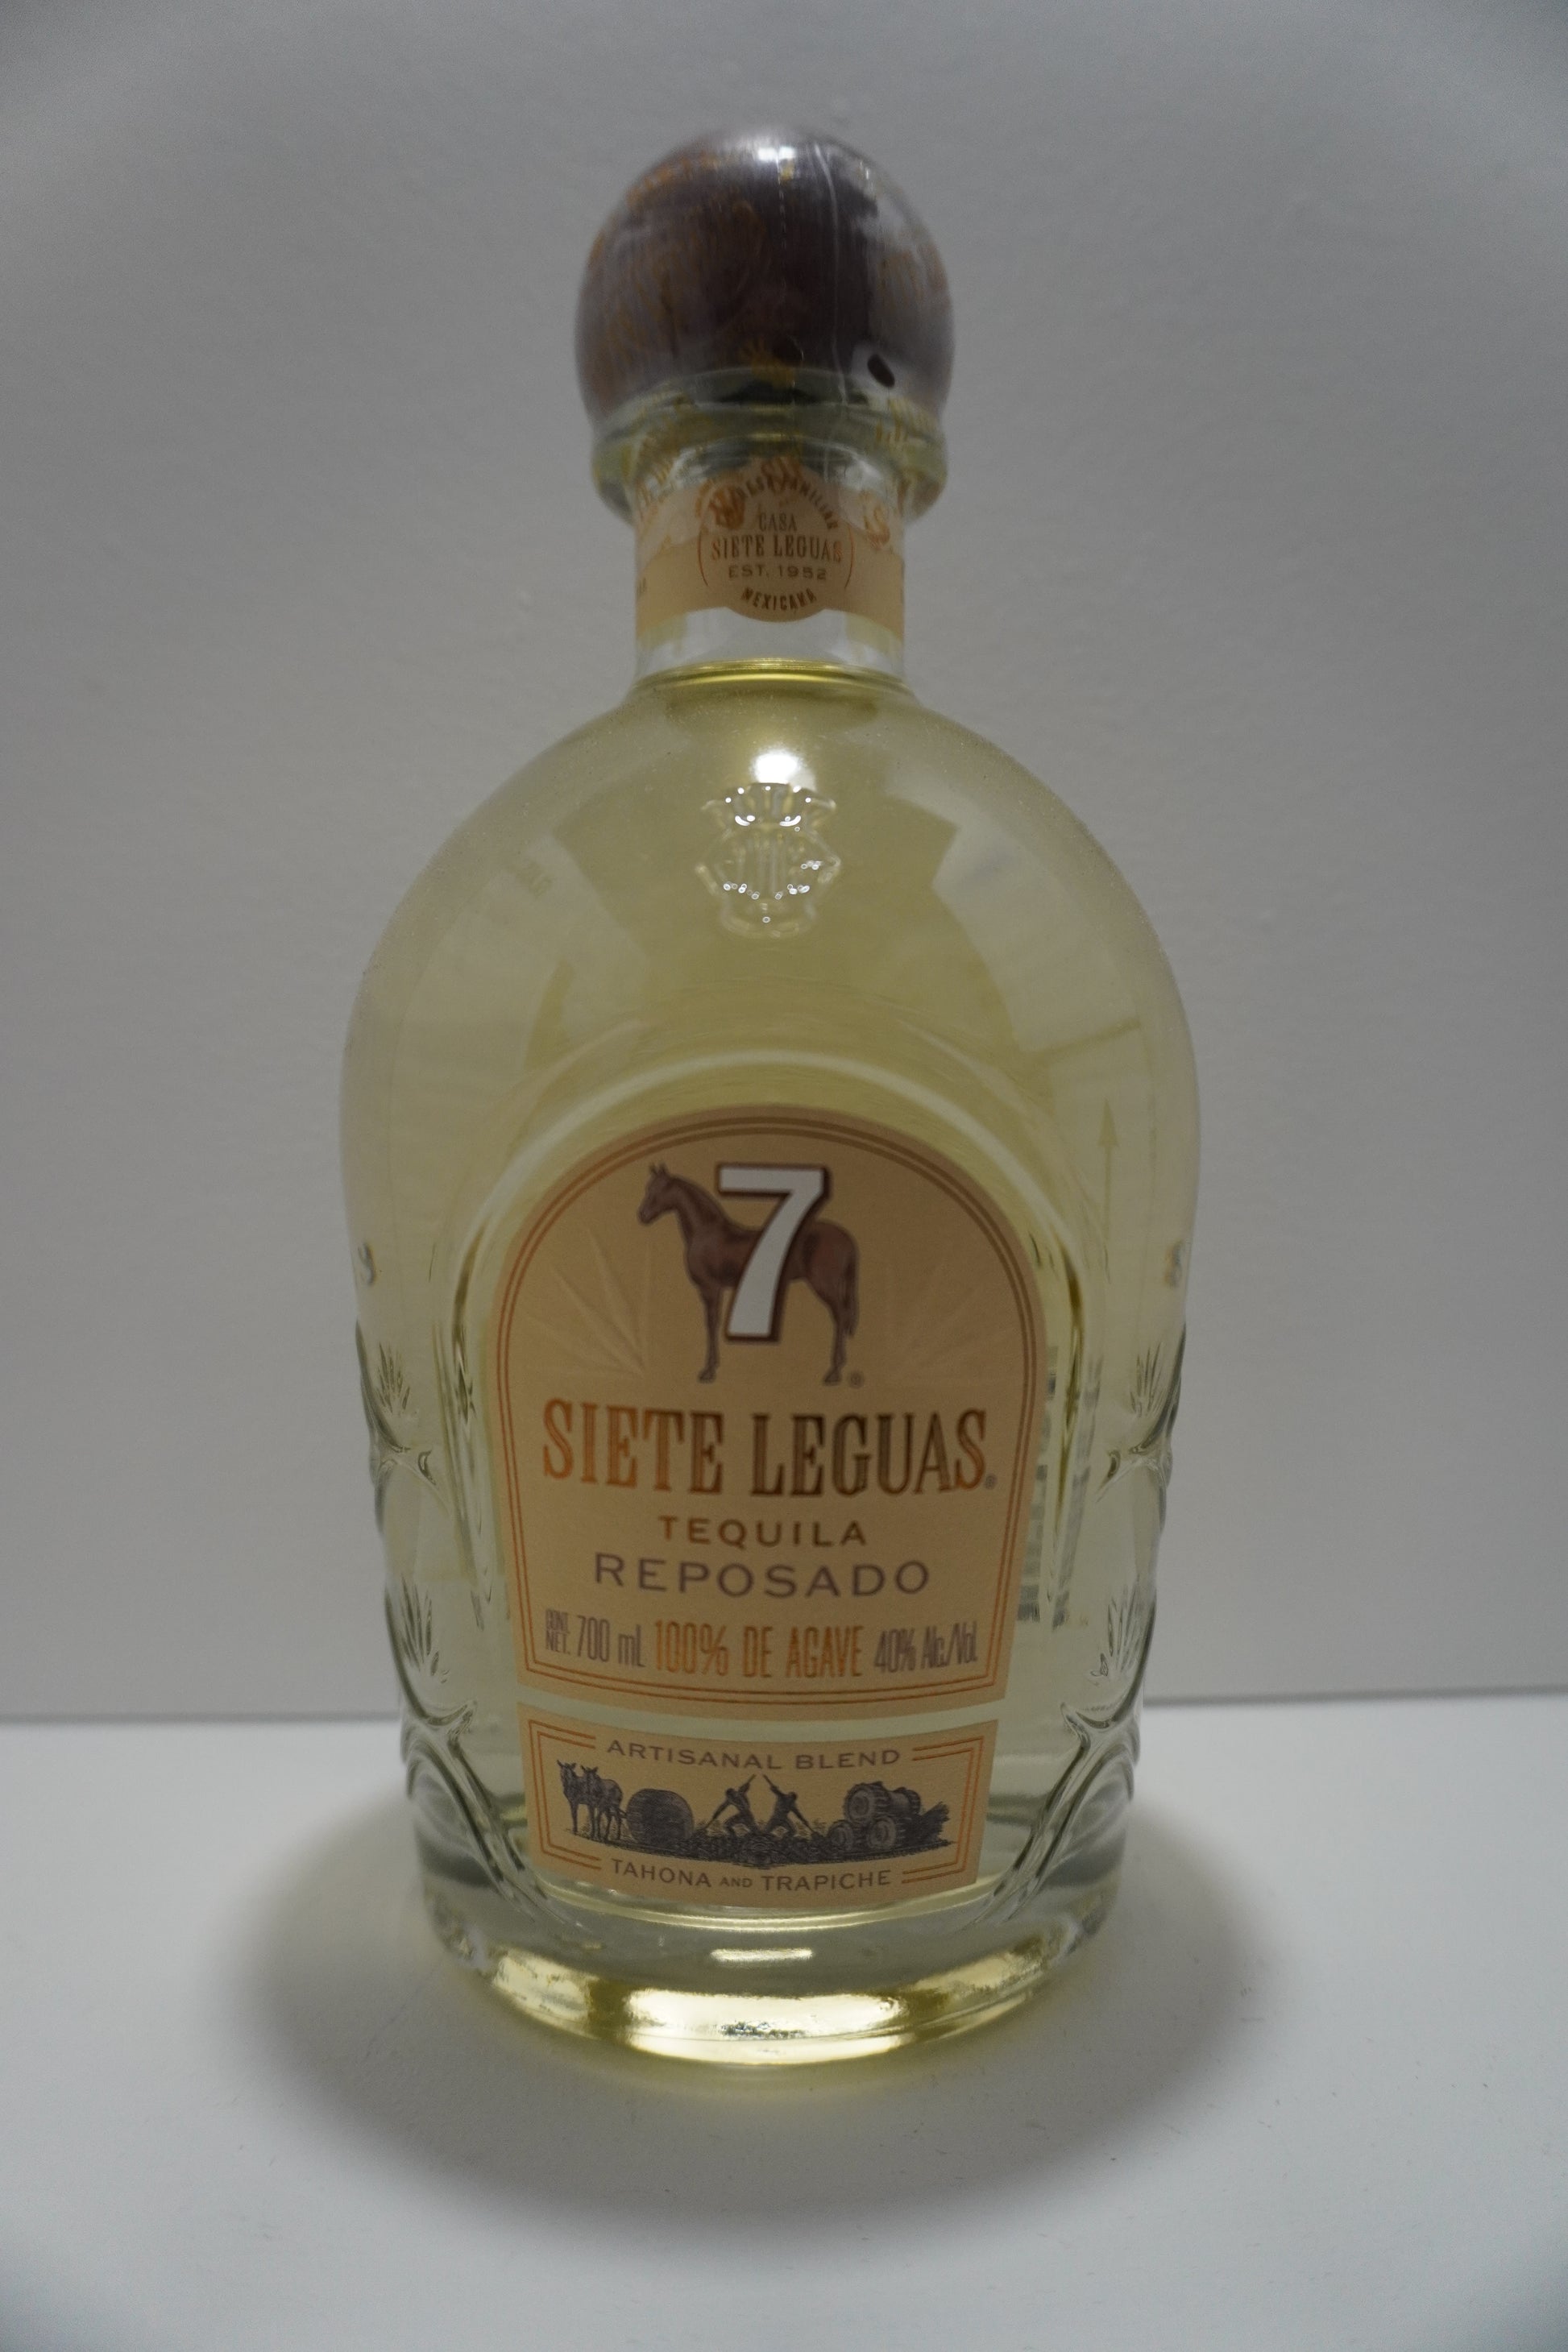 CASA
SIETE LEGUAS
EST. 1952
MEXICANA
7
®
SIETE LEGUAS®
TEQUILA
REPOSADO
CONT. NET. 700 mL 100% DE AGAVE 40% Alc./Vol.
ARTISANAL BLEND
TAHONA AND TRAPICHE